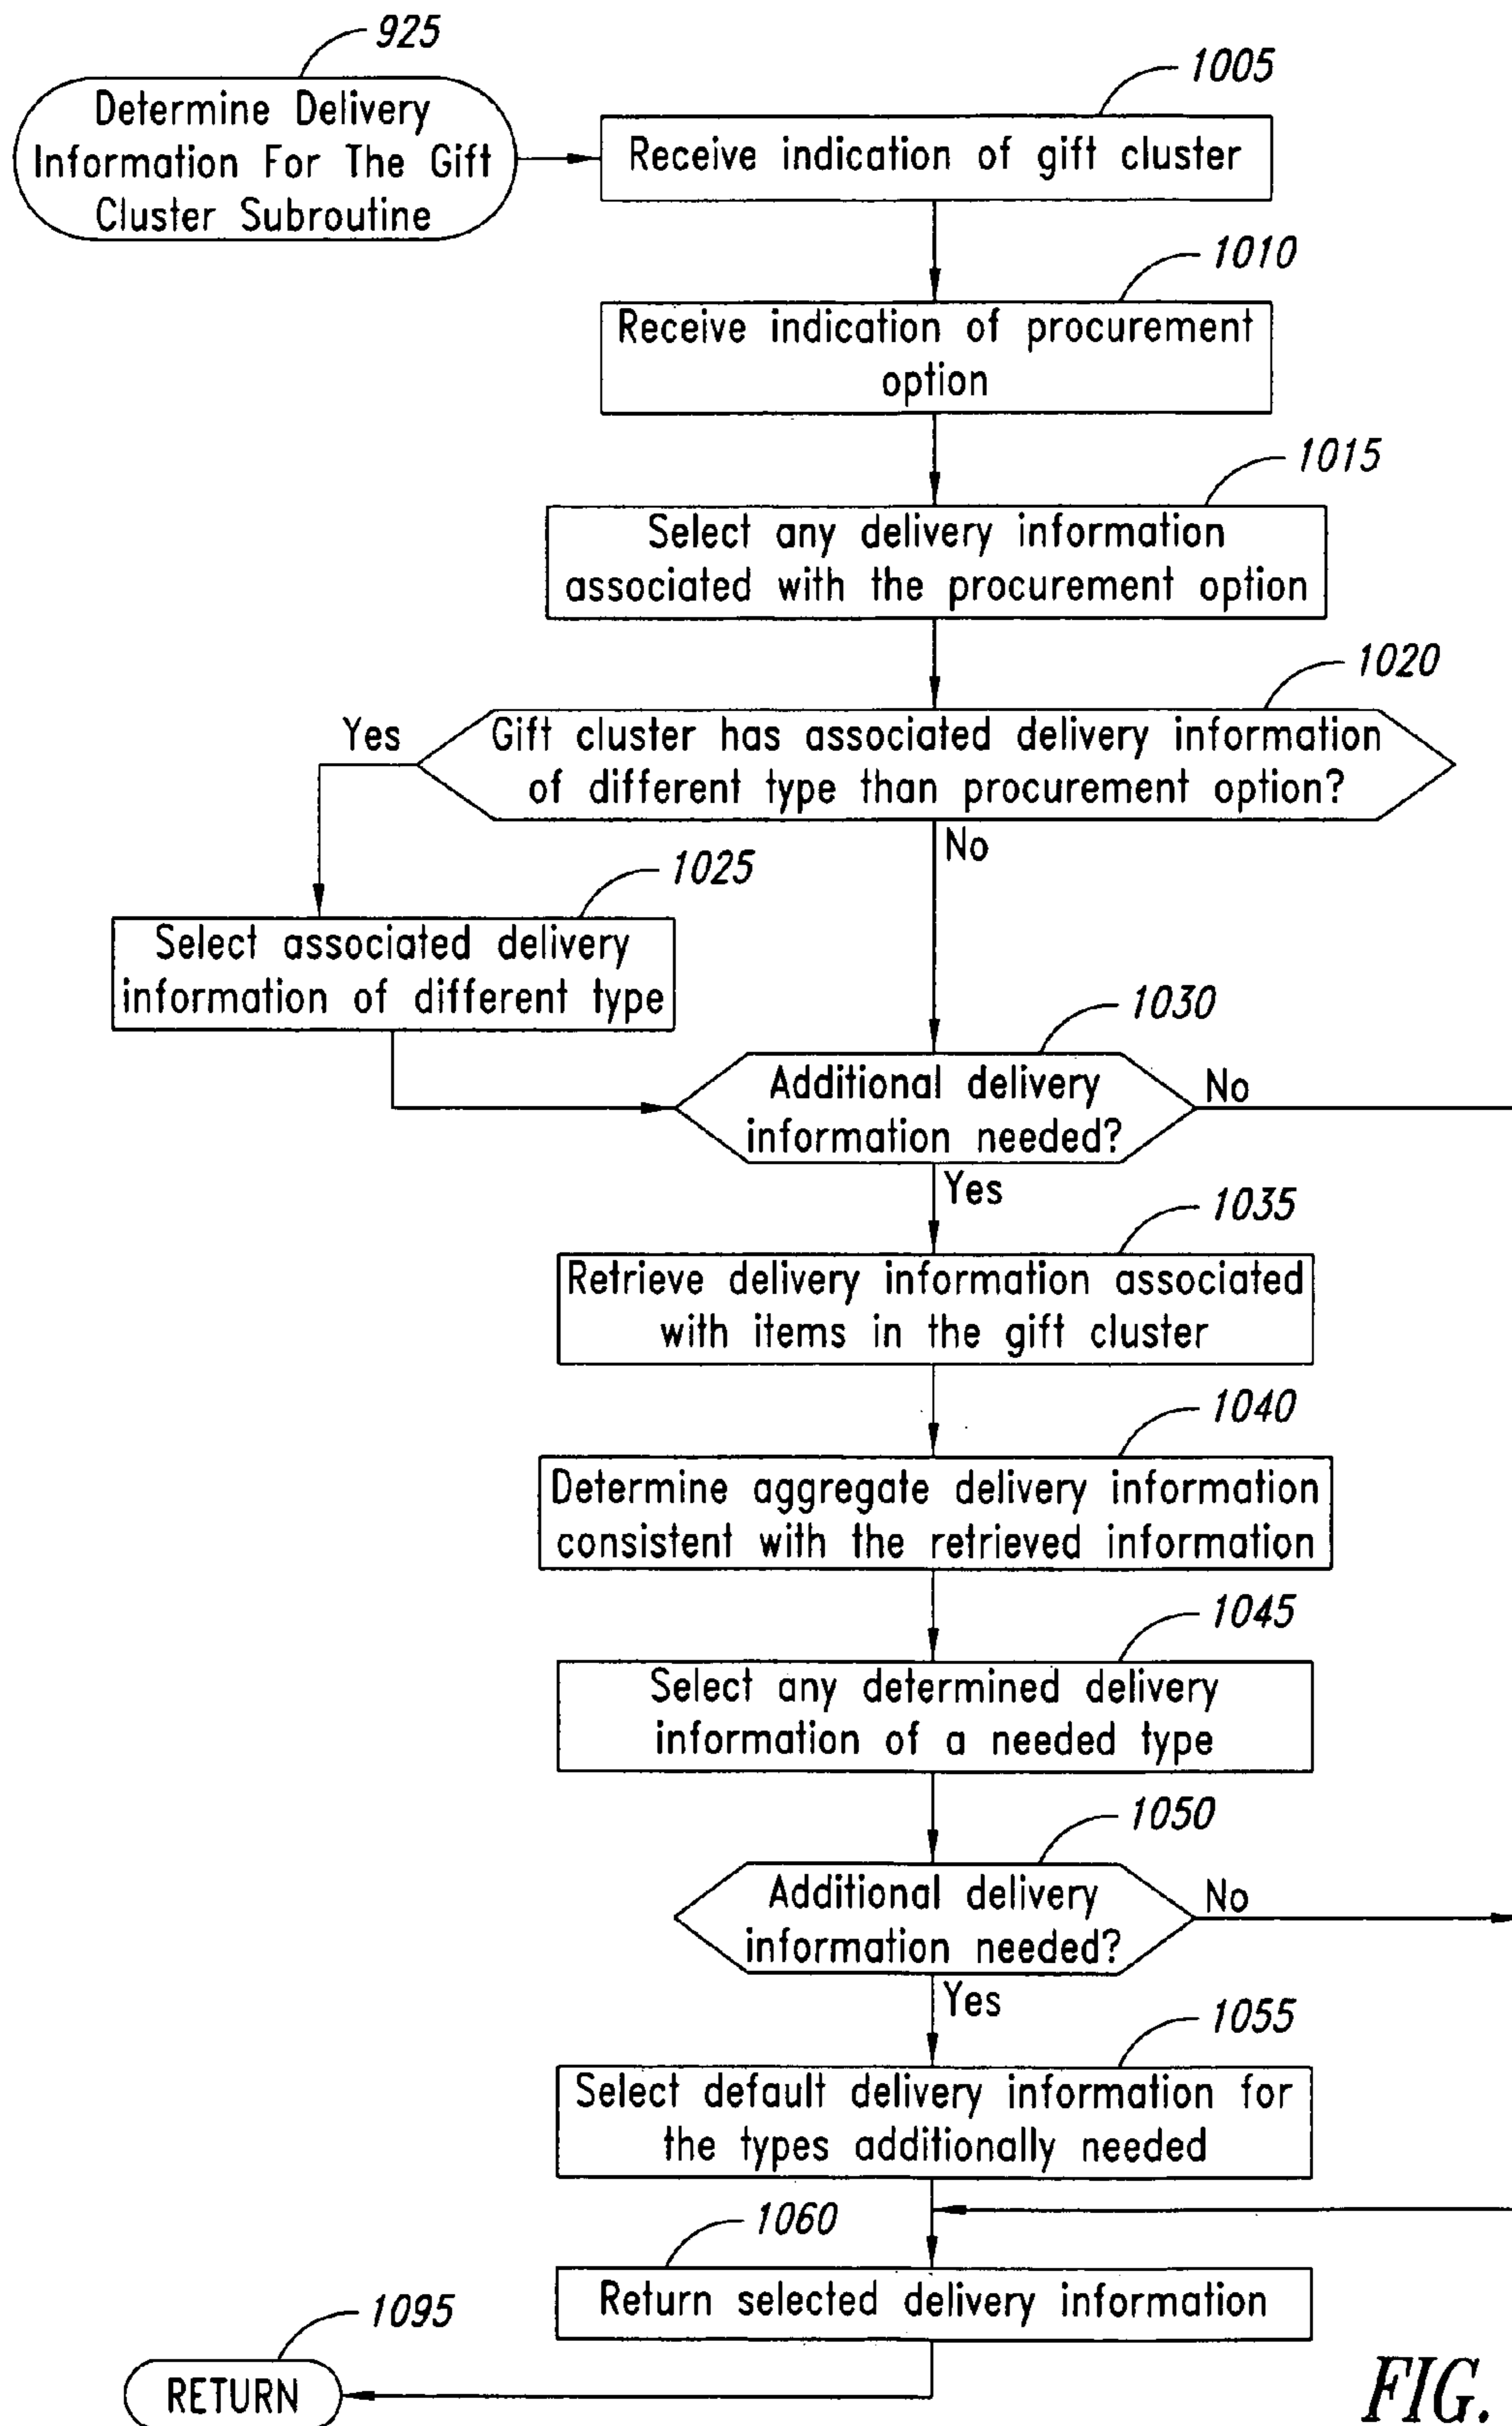 925
Determine Delivery
Information For The Gift
Cluster Subroutine
1005
Receive indication of gift cluster
1010
Receive indication of procurement
option
1015
Select any delivery information
associated with the procurement option
1020
Yes
Gift cluster has associated delivery information
of different type than procurement option?
No
1025
Select associated delivery
information of different type
1030
Additional delivery
information needed?
No
Yes
1035
Retrieve delivery information associated
with items in the gift cluster
1040
Determine aggregate delivery information
consistent with the retrieved information
1045
Select any determined delivery
information of a needed type
1050
Additional delivery
information needed?
No
Yes
1055
Select default delivery information for
the types additionally needed
1060
Return selected delivery information
1095
RETURN
FIG.